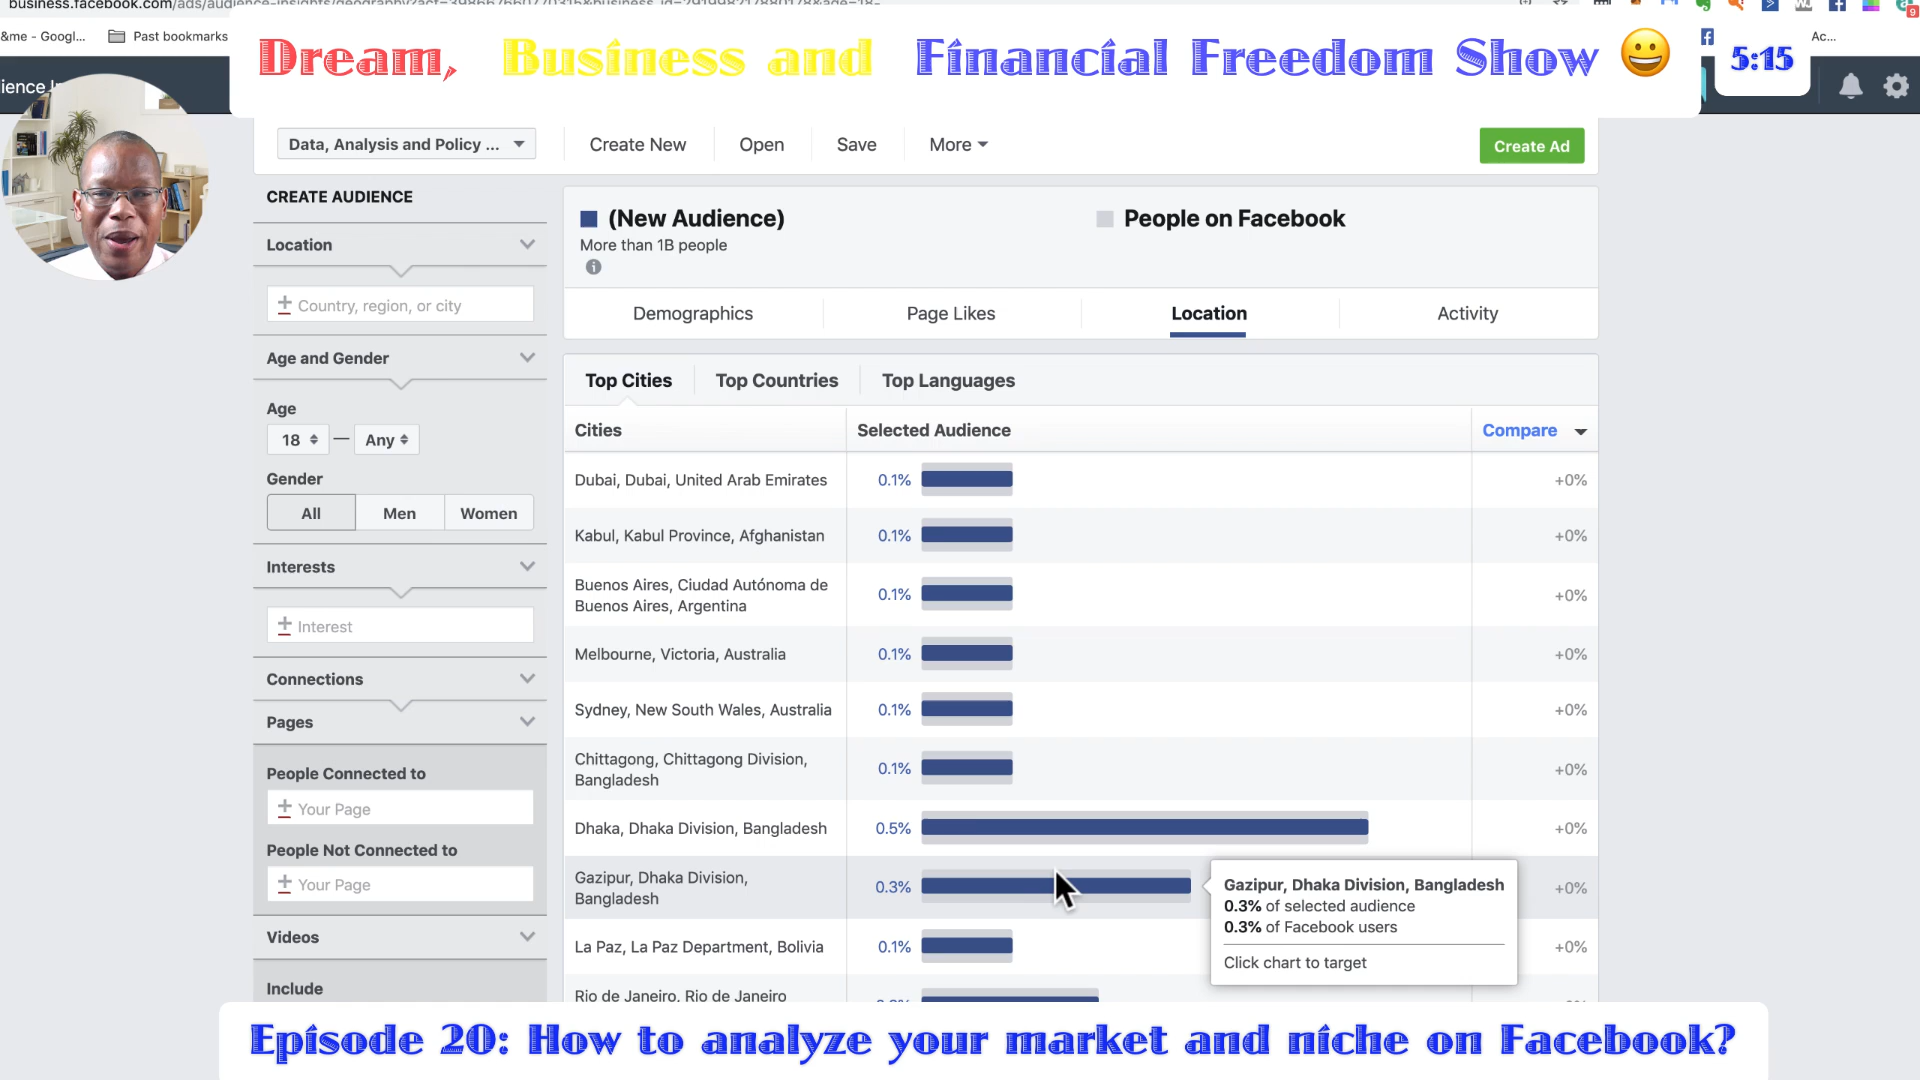 &me - Googl...
Past bookmarks
Ac...
Dream, Business and Financial Freedom Show
5:15
9
Data, Analysis and Policy ...
Create New
Open
Save
More
Create Ad
CREATE AUDIENCE
Location
Country, region, or city
Age and Gender
Age
18 — Any
Gender
All
Men
Women
Interests
Interest
Connections
Pages
People Connected to
Your Page
People Not Connected to
Your Page
Videos
Include
(New Audience)
More than 1B people
People on Facebook
Demographics
Page Likes
Location
Activity
Top Cities
Top Countries
Top Languages
Cities
Selected Audience
Compare
Dubai, Dubai, United Arab Emirates
0.1%
+0%
Kabul, Kabul Province, Afghanistan
0.1%
+0%
Buenos Aires, Ciudad Autónoma de
Buenos Aires, Argentina
0.1%
+0%
Melbourne, Victoria, Australia
0.1%
+0%
Sydney, New South Wales, Australia
0.1%
+0%
Chittagong, Chittagong Division,
Bangladesh
0.1%
+0%
Dhaka, Dhaka Division, Bangladesh
0.5%
+0%
Gazipur, Dhaka Division,
Bangladesh
0.3%
+0%
Gazipur, Dhaka Division, Bangladesh
0.3% of selected audience
0.3% of Facebook users
Click chart to target
La Paz, La Paz Department, Bolivia
0.1%
+0%
Rio de Janeiro, Rio de Janeiro
Episode 20: How to analyze your market and niche on Facebook?